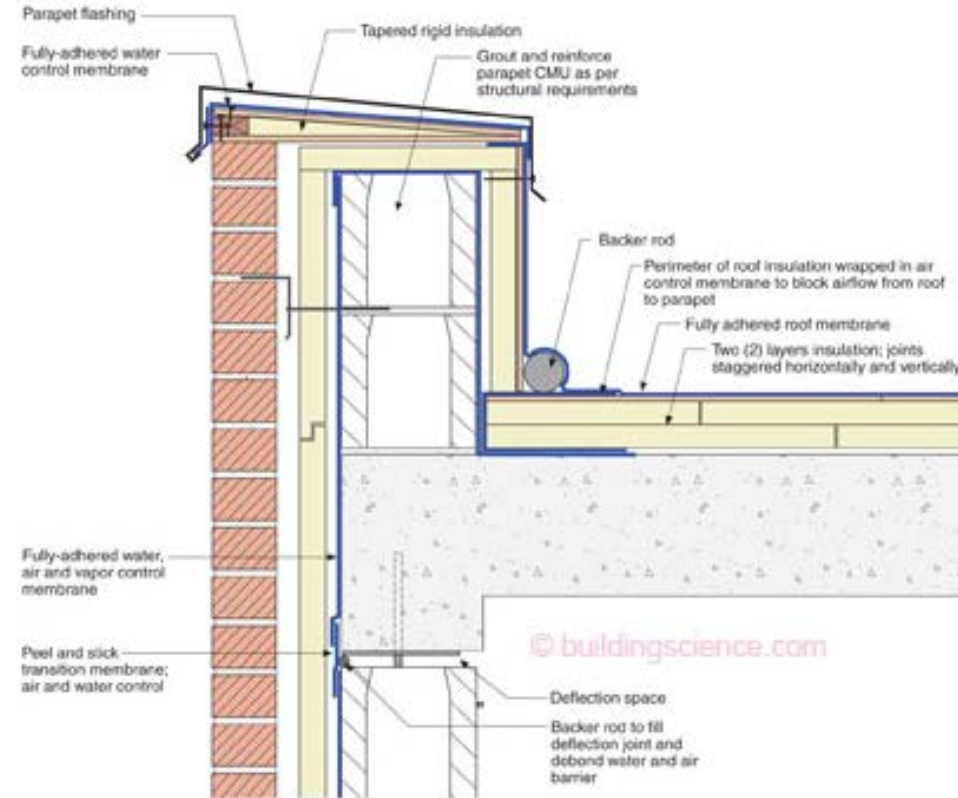 Parapet flashing
Fully-adhered water
control membrane
Tapered rigid insulation
Grout and reinforce
parapet CMU as per
structural requirements
Backer rod
Perimeter of roof insulation wrapped in air
control membrane to block airflow from roof
to parapet
Fully adhered roof membrane
Two (2) layers insulation; joints
staggered horizontally and vertically
Fully-adhered water,
air and vapor control
membrane
Peel and stick
transition membrane;
air and water control
© buildingscience.com
Deflection space
Backer rod to fill
deflection joint and
debond water and air
barrier